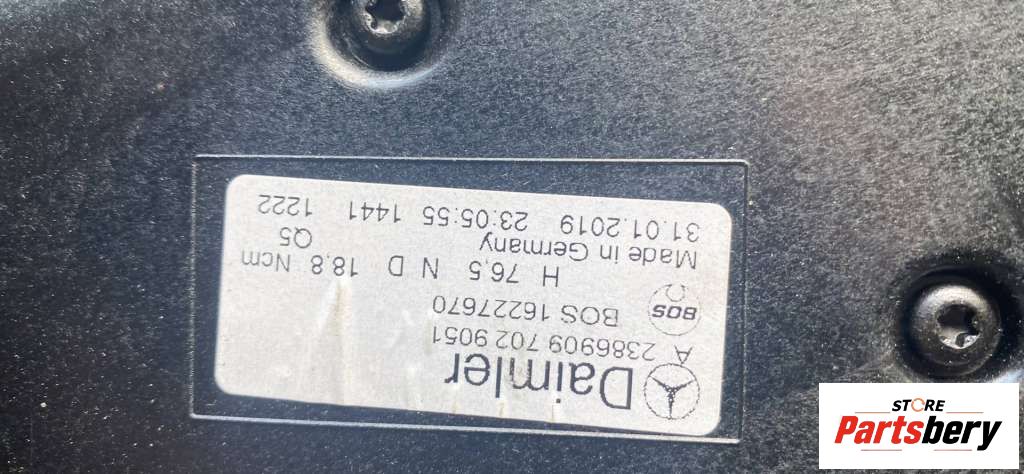 Daimler
A 2386909 702 9051
BOS BOS 16227670
H 76,5 N D 18,8 Ncm
Made in Germany Q5
31.01.2019 23:05:55 1441 1222
STORE
Partsbery